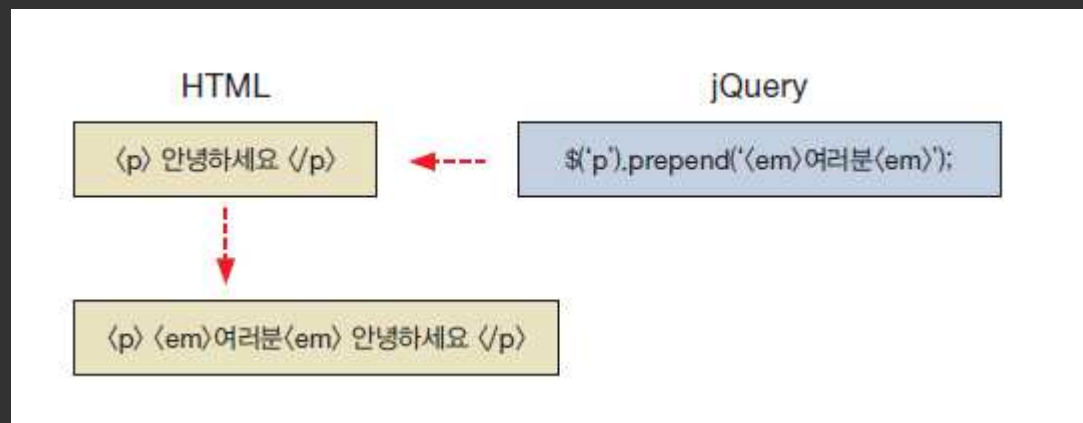 HTML
jQuery
〈p〉 안녕하세요 〈/p〉
$('p').prepend('〈em〉여러분〈em〉');
〈p〉 〈em〉여러분〈em〉 안녕하세요 〈/p〉